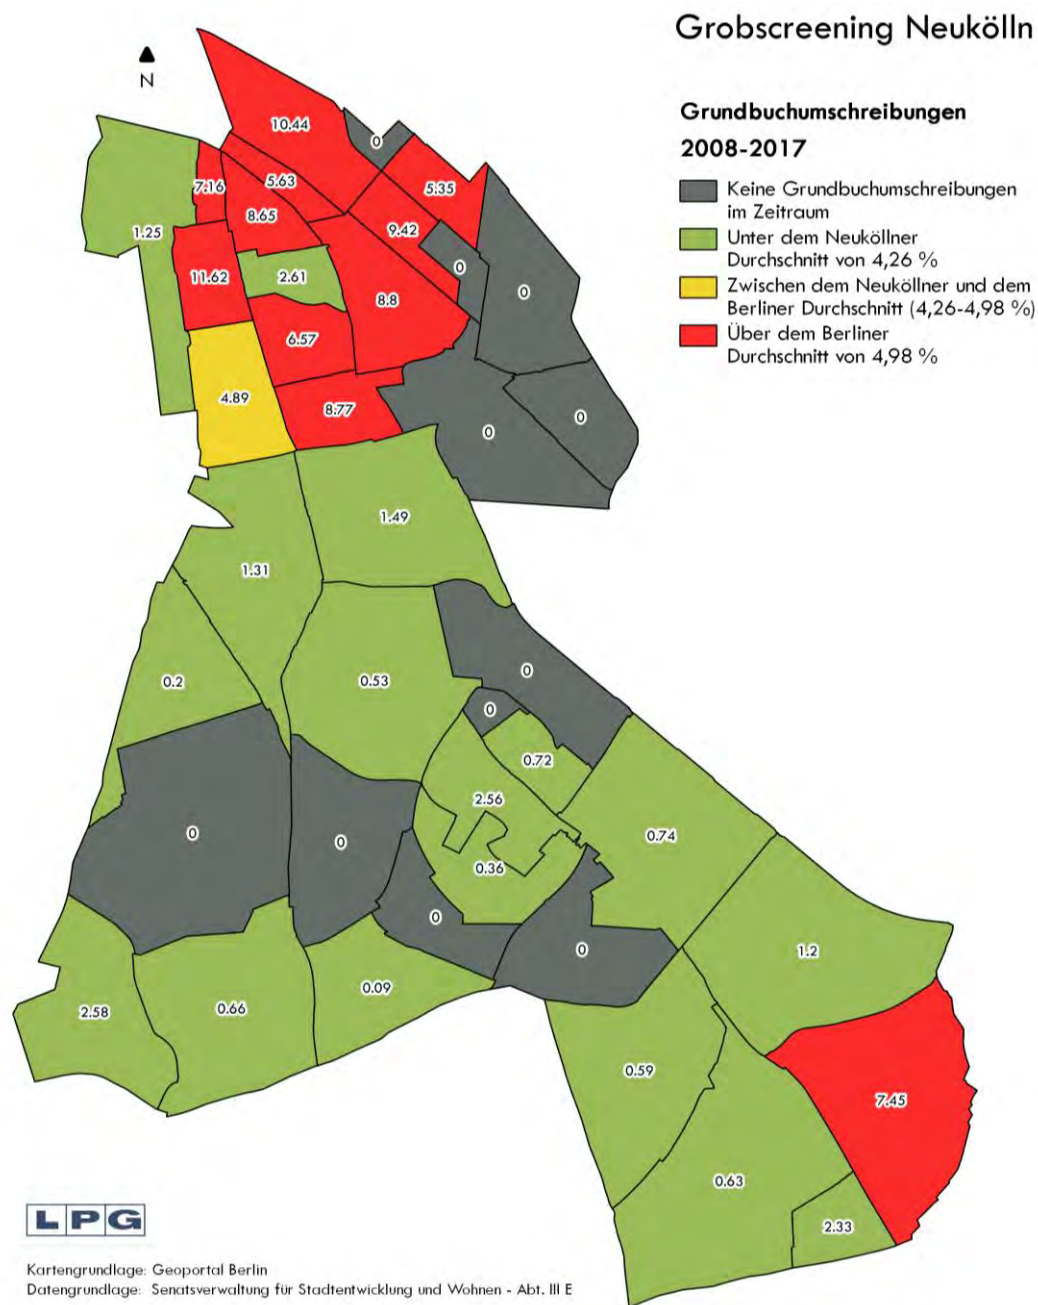 Grobscreening Neukölln
N
Grundbuchumschreibungen
2008-2017
Keine Grundbuchumschreibungen
im Zeitraum
Unter dem Neuköllner
Durchschnitt von 4,26 %
Zwischen dem Neuköllner und dem
Berliner Durchschnitt (4,26-4,98 %)
Über dem Berliner
Durchschnitt von 4,98 %
10.44
0
7.16
5.63
5.35
8.65
9.42
1.25
11.62
2.61
0
0
8.8
6.57
4.89
8.77
0
0
1.49
1.31
0.2
0.53
0
0
0.72
2.56
0
0
0.74
0.36
0
0
1.2
2.58
0.66
0.09
0.59
7.45
0.63
2.33
LPG
Kartengrundlage: Geoportal Berlin
Datengrundlage: Senatsverwaltung für Stadtentwicklung und Wohnen - Abt. III E